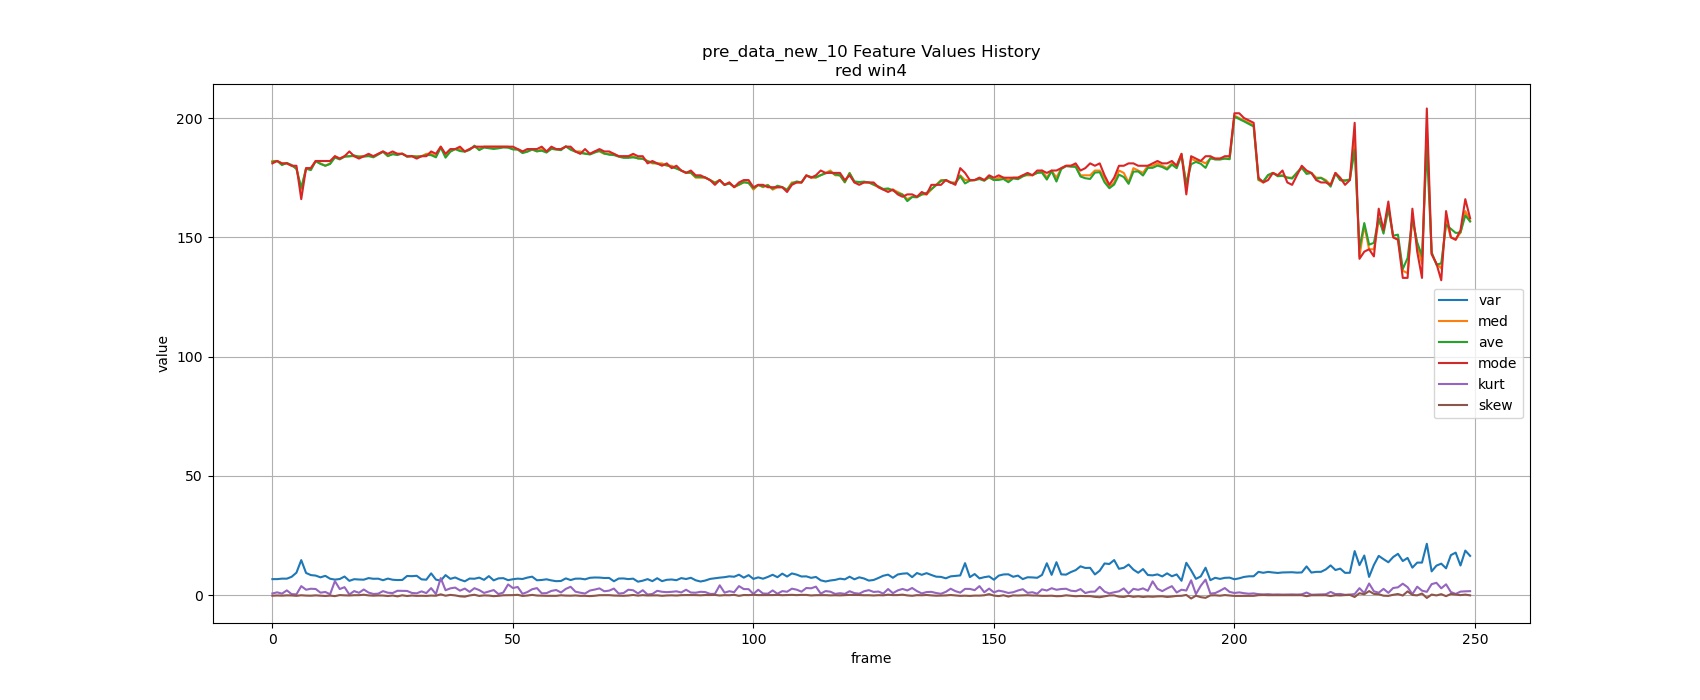 pre_data_new_10 Feature Values History
red win4
value
200
150
100
50
0
var
med
ave
mode
kurt
skew
0
50
100
150
200
250
frame